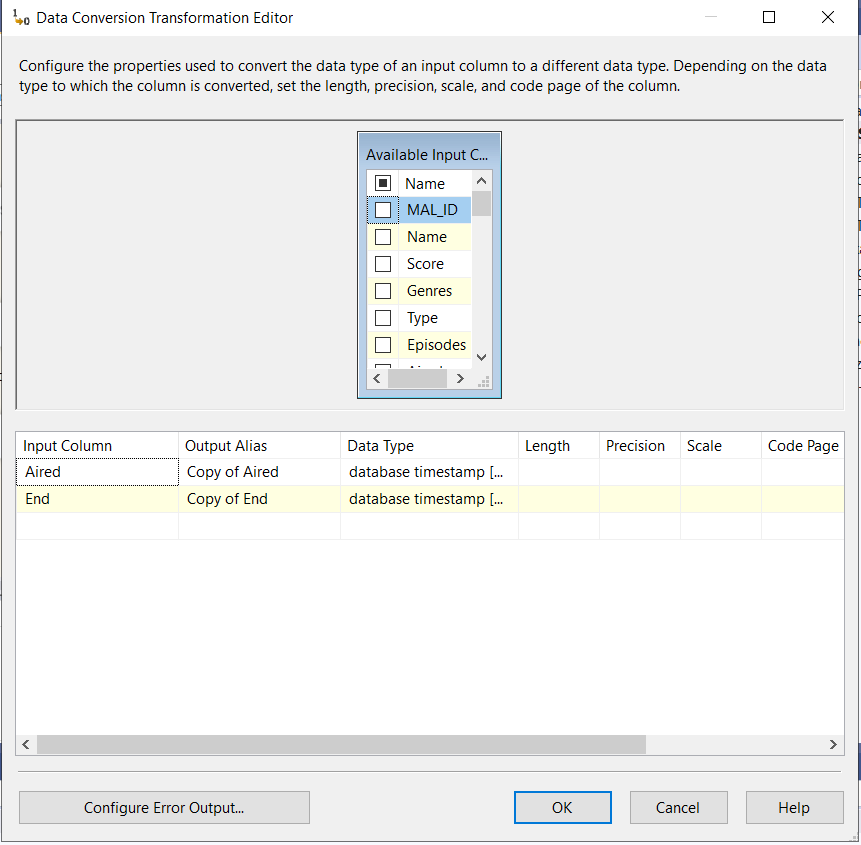 Data Conversion Transformation Editor
Configure the properties used to convert the data type of an input column to a different data type. Depending on the data
type to which the column is converted, set the length, precision, scale, and code page of the column.
Available Input C...
Name
MAL_ID
Name
Score
Genres
Type
Episodes
Input Column Output Alias Data Type Length Precision Scale Code Page
Aired Copy of Aired database timestamp [...
End Copy of End database timestamp [...
Configure Error Output... OK Cancel Help